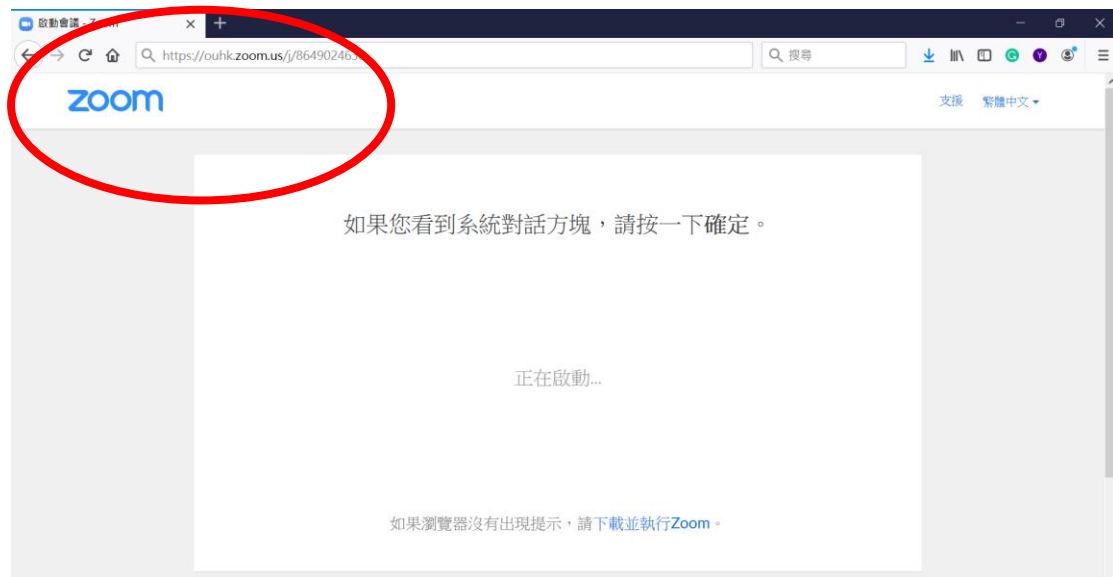 啟動會議 - Zoom
https://ouhk.zoom.us/j/864902463
搜尋
zoom
支援 繁體中文
如果您看到系統對話方塊,請按一下確定。
正在啟動...
如果瀏覽器沒有出現提示,請下載並執行Zoom。